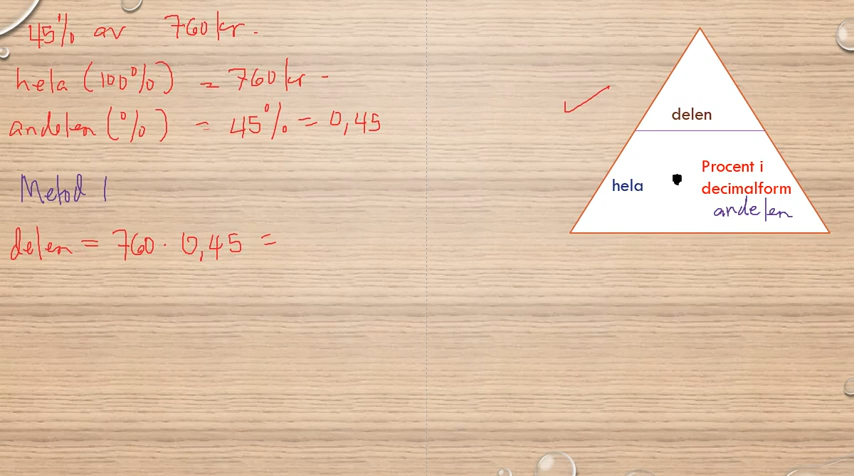 45% av 760 kr.
hela (100%) = 760 kr -
andelen (%) = 45% = 0,45
Metod 1
delen = 760 · 0,45 =
delen
hela • Procent i
decimalform
andelen